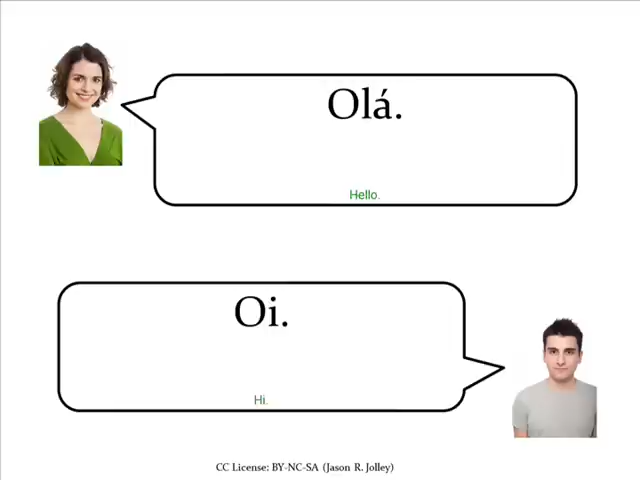 Olá.
Hello.
Oi.
Hi.
CC License: BY-NC-SA (Jason R. Jolley)